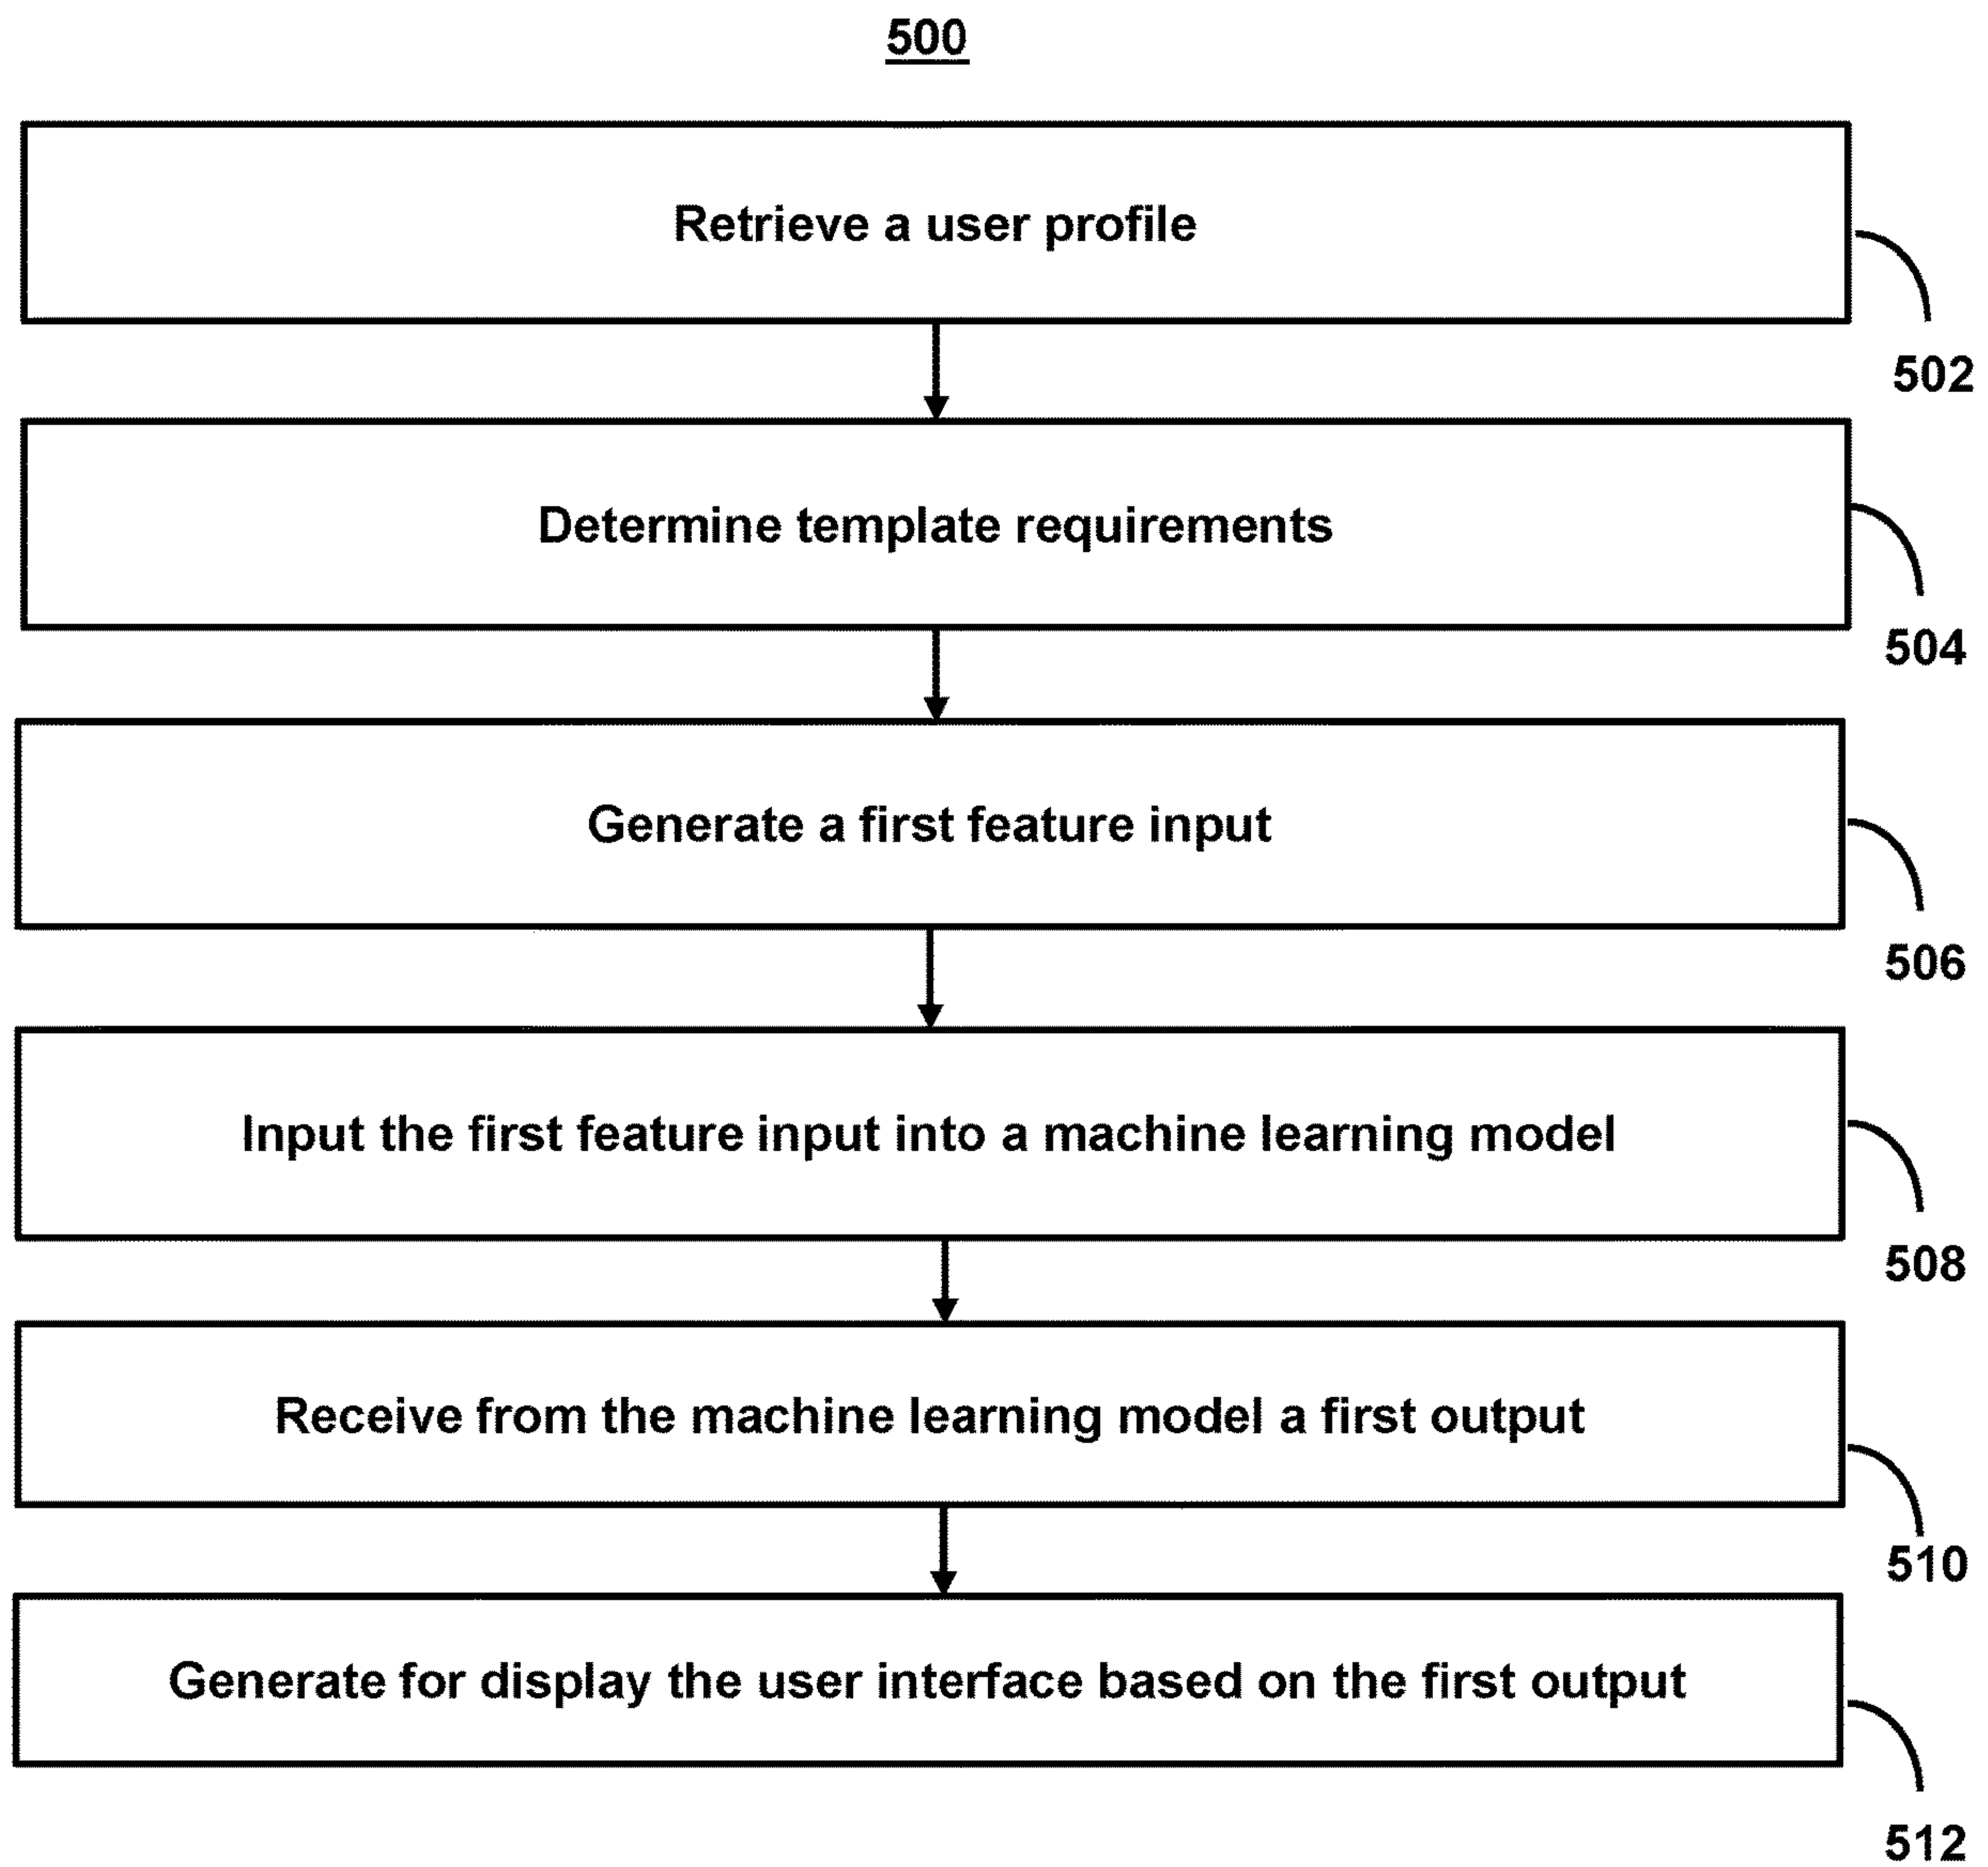 500
Retrieve a user profile
502
Determine template requirements
504
Generate a first feature input
506
Input the first feature input into a machine learning model
508
Receive from the machine learning model a first output
510
Generate for display the user interface based on the first output
512